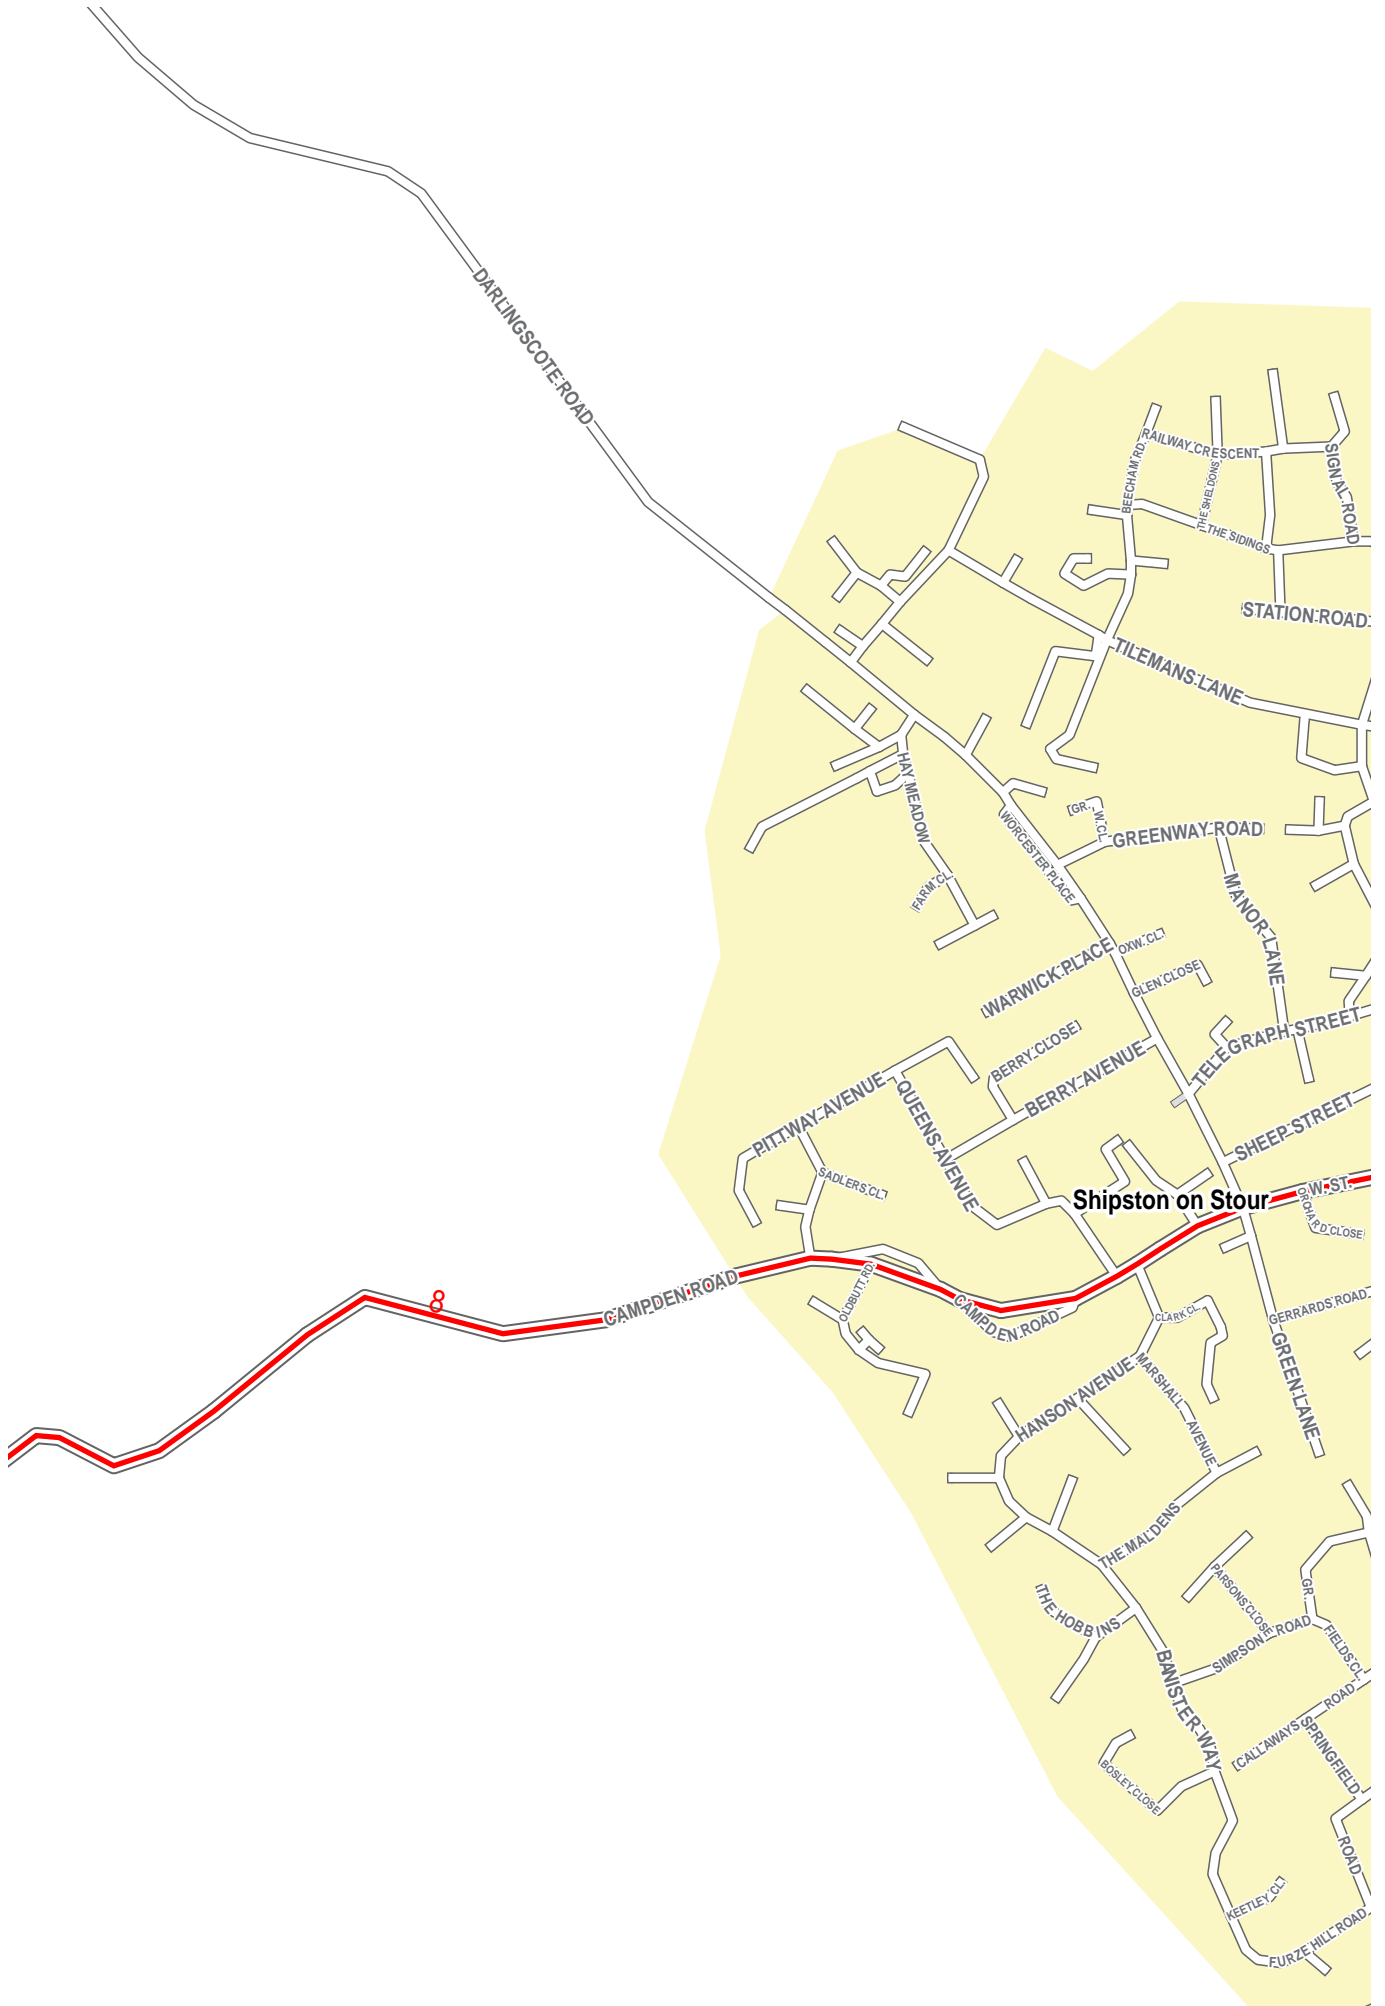 DARLINGSCOTE ROAD
RAILWAY CRESCENT
BEECHAM RD.
THE SHELDONS
SIGNAL ROAD
THE SIDINGS
STATION ROAD
TILEMANS LANE
HAY MEADOW
WORCESTER PLACE
GR. W. CL.
GREENWAY ROAD
FARM CL.
MANOR LANE
WARWICK PLACE
OXW. CL.
GLEN CLOSE
TELEGRAPH STREET
BERRY CLOSE
BERRY AVENUE
PITTWAY AVENUE
QUEENS AVENUE
SHEEP STREET
SADLERS CL.
Shipston on Stour
W. ST.
ORCHARD CLOSE
8
CAMPDEN ROAD
OLDBUTT RD.
CAMPDEN ROAD
CLARK CL.
GERRARDS ROAD
GREEN LANE
HANSON AVENUE
MARSHALL AVENUE
THE MALDENS
PARSONS CLOSE
GR. FIELDS CL.
THE HOBBINS
SIMPSON ROAD
BANISTER WAY
CALLAWAYS ROAD
SPRINGFIELD ROAD
BOSLEY CLOSE
KEETLEY CL.
FURZE HILL ROAD